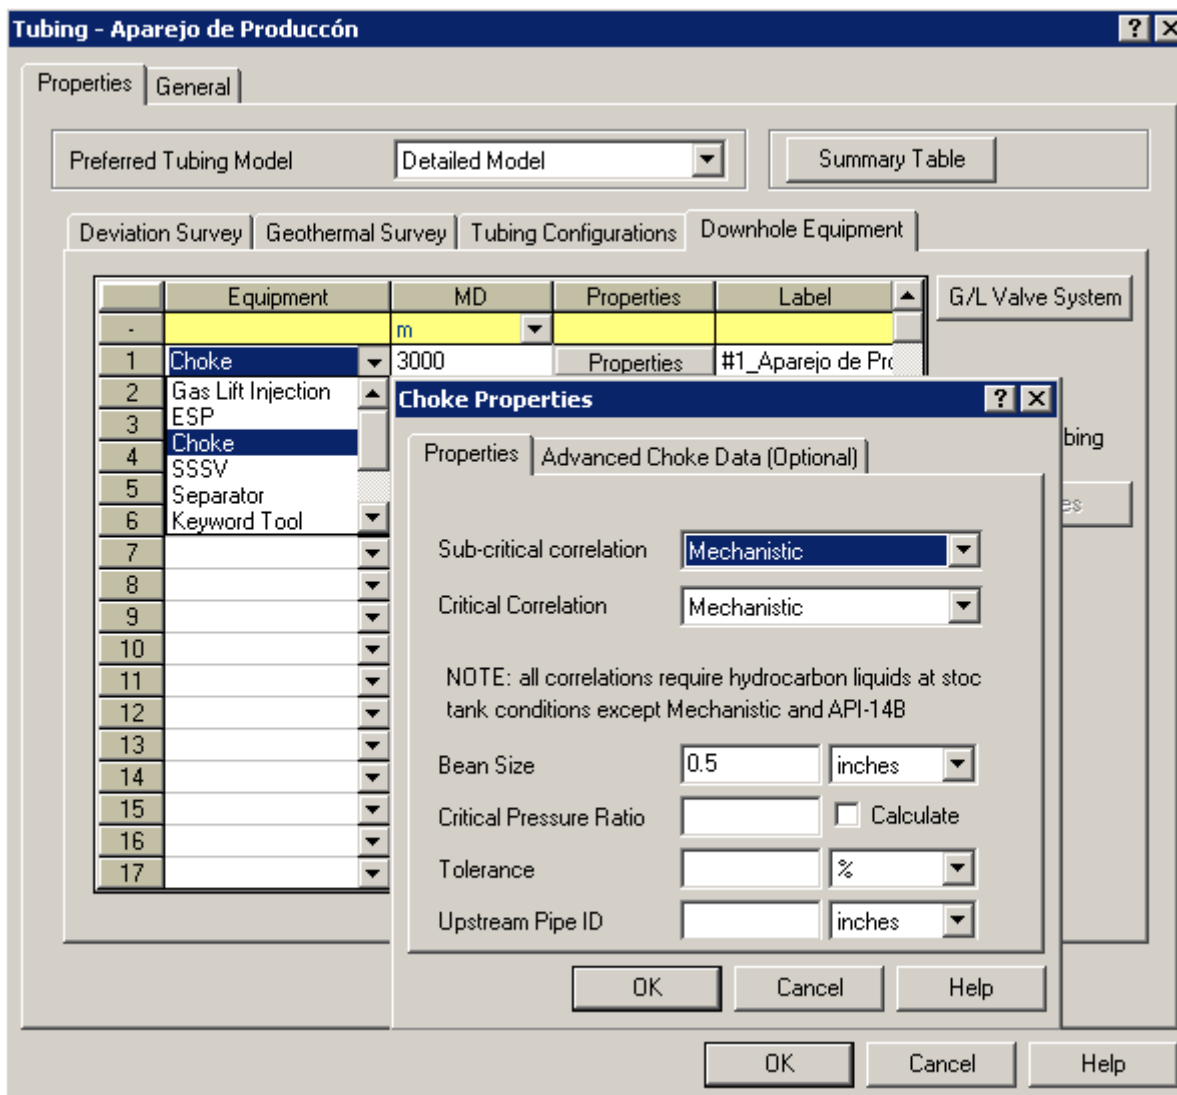 Tubing - Aparejo de Produccón
Properties
General
Preferred Tubing Model
Detailed Model
Summary Table
Deviation Survey
Geothermal Survey
Tubing Configurations
Downhole Equipment
Equipment
MD
Properties
Label
G/L Valve System
-
m
1
Choke
3000
Properties
#1_Aparejo de Pro
2
3
4
5
6
7
8
9
10
11
12
13
14
15
16
17
Gas Lift Injection
ESP
Choke
SSSV
Separator
Keyword Tool
bing
es
Choke Properties
Properties
Advanced Choke Data (Optional)
Sub-critical correlation
Mechanistic
Critical Correlation
Mechanistic
NOTE: all correlations require hydrocarbon liquids at stoc
tank conditions except Mechanistic and API-14B
Bean Size
0.5
inches
Critical Pressure Ratio
Calculate
Tolerance
%
Upstream Pipe ID
inches
OK
Cancel
Help
OK
Cancel
Help